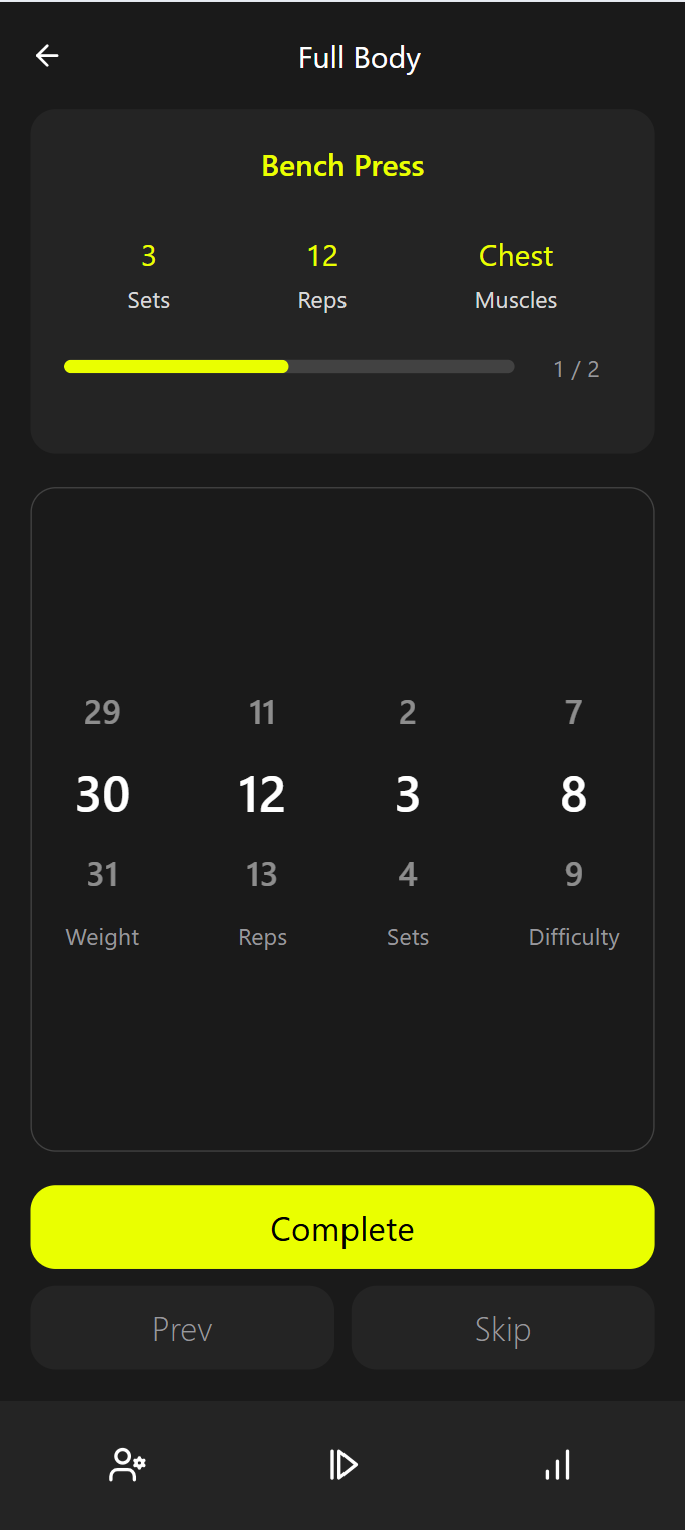 Full Body
Bench Press
3 12 Chest
Sets Reps Muscles
1 / 2
29 11 2 7
30 12 3 8
31 13 4 9
Weight Reps Sets Difficulty
Complete
Prev Skip